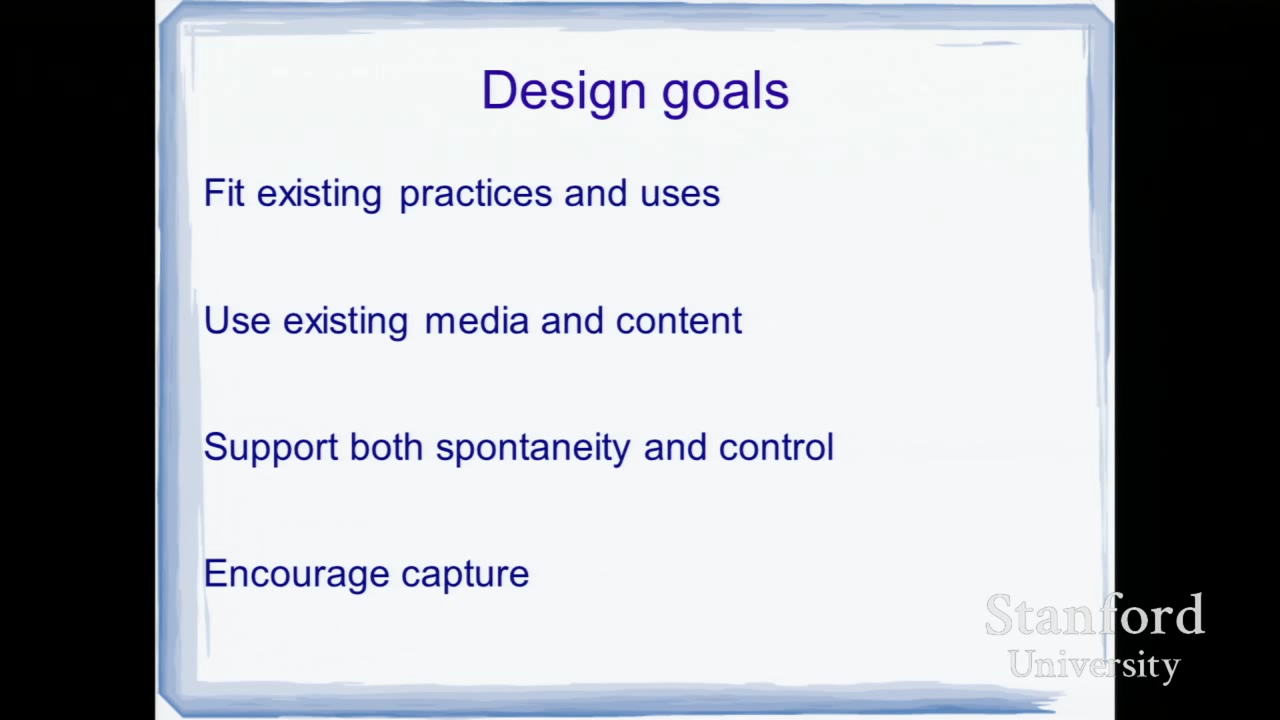 Design goals
Fit existing practices and uses
Use existing media and content
Support both spontaneity and control
Encourage capture
Stanford
University